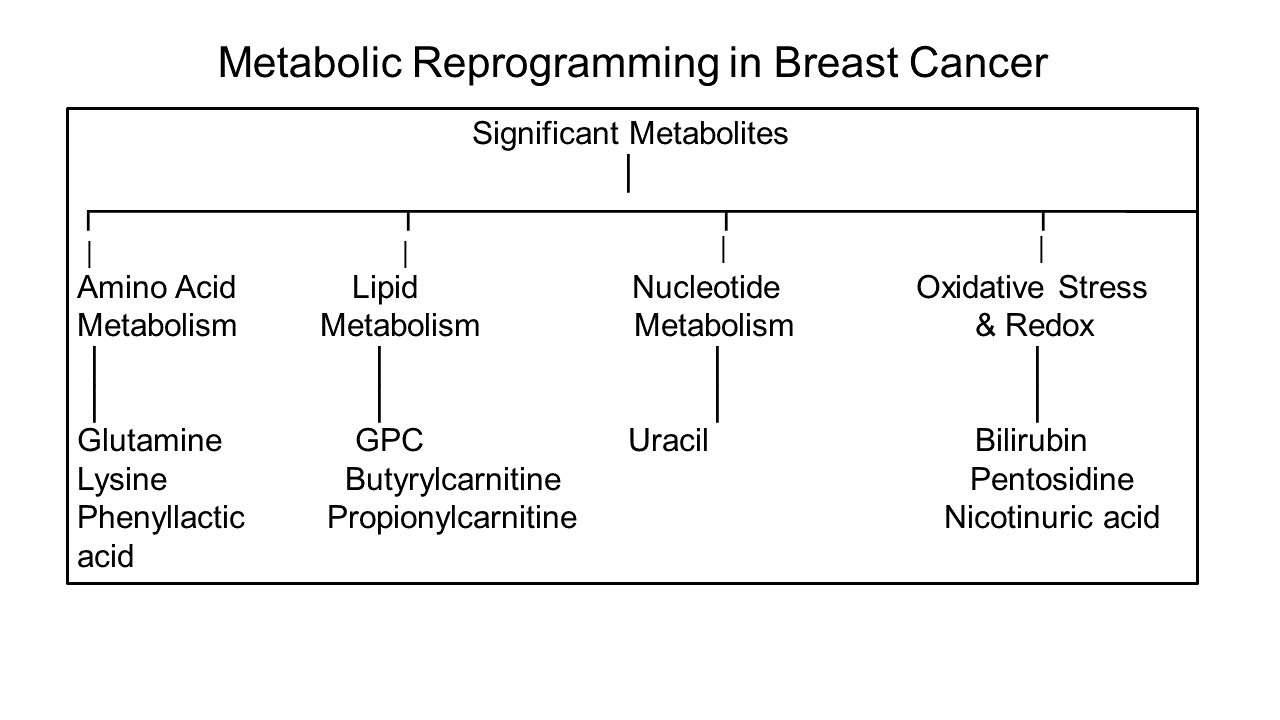 Metabolic Reprogramming in Breast Cancer
Significant Metabolites
Amino Acid
Metabolism
Glutamine
Lysine
Phenyllactic
acid
Lipid
Metabolism
GPC
Butyrylcarnitine
Propionylcarnitine
Nucleotide
Metabolism
Uracil
Oxidative Stress
& Redox
Bilirubin
Pentosidine
Nicotinuric acid